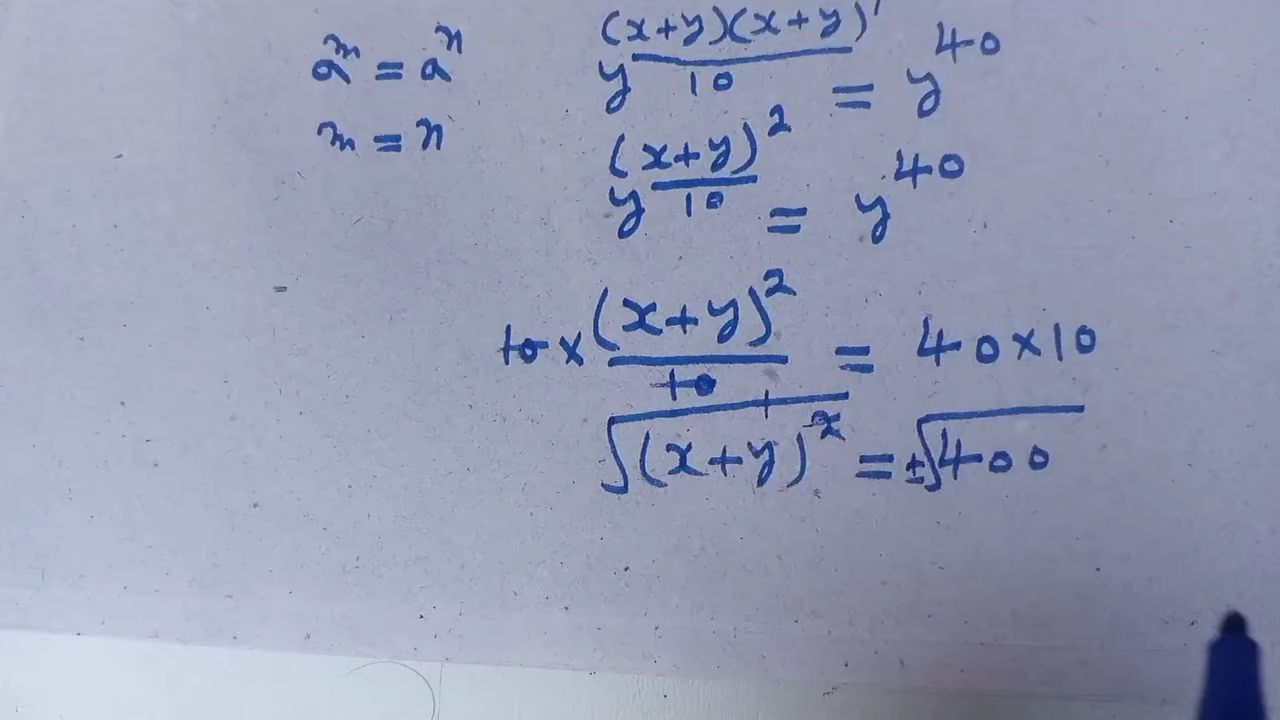 a^m = a^n
m = n
y^((x+y)(x+y)/10) = y^40
y^((x+y)^2/10) = y^40
10 × (x+y)^2/10 = 40×10
√(x+y)^2 = ±√400